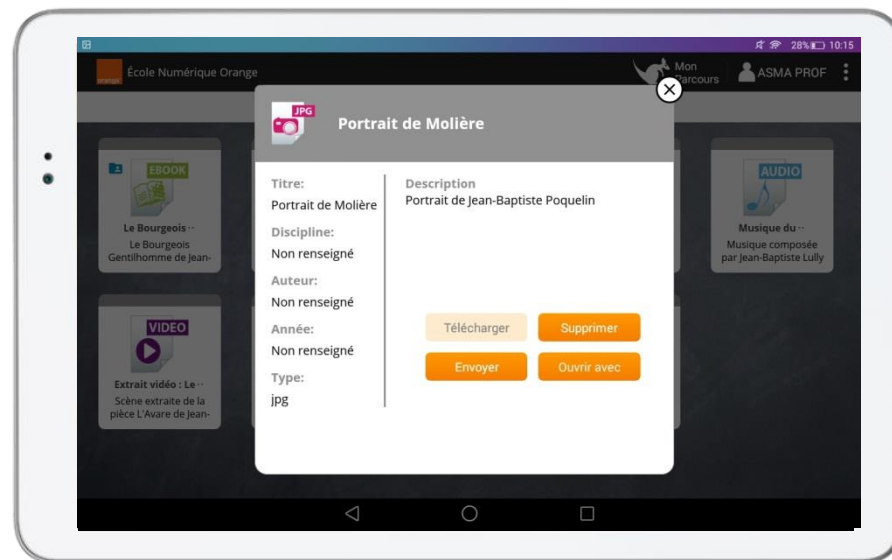 28% 10:15
orange
École Numérique Orange
Mon
Parcours
ASMA PROF
JPG
Portrait de Molière
EBOOK
Le Bourgeois ··
Le Bourgeois
Gentilhomme de Jean-
AUDIO
Musique du ··
Musique composée
par Jean-Baptiste Lully
VIDEO
Extrait vidéo : Le ··
Scène extraite de la
pièce L'Avare de Jean-
Titre:
Portrait de Molière
Discipline:
Non renseigné
Auteur:
Non renseigné
Année:
Non renseigné
Type:
jpg
Description
Portrait de Jean-Baptiste Poquelin
Télécharger
Supprimer
Envoyer
Ouvrir avec